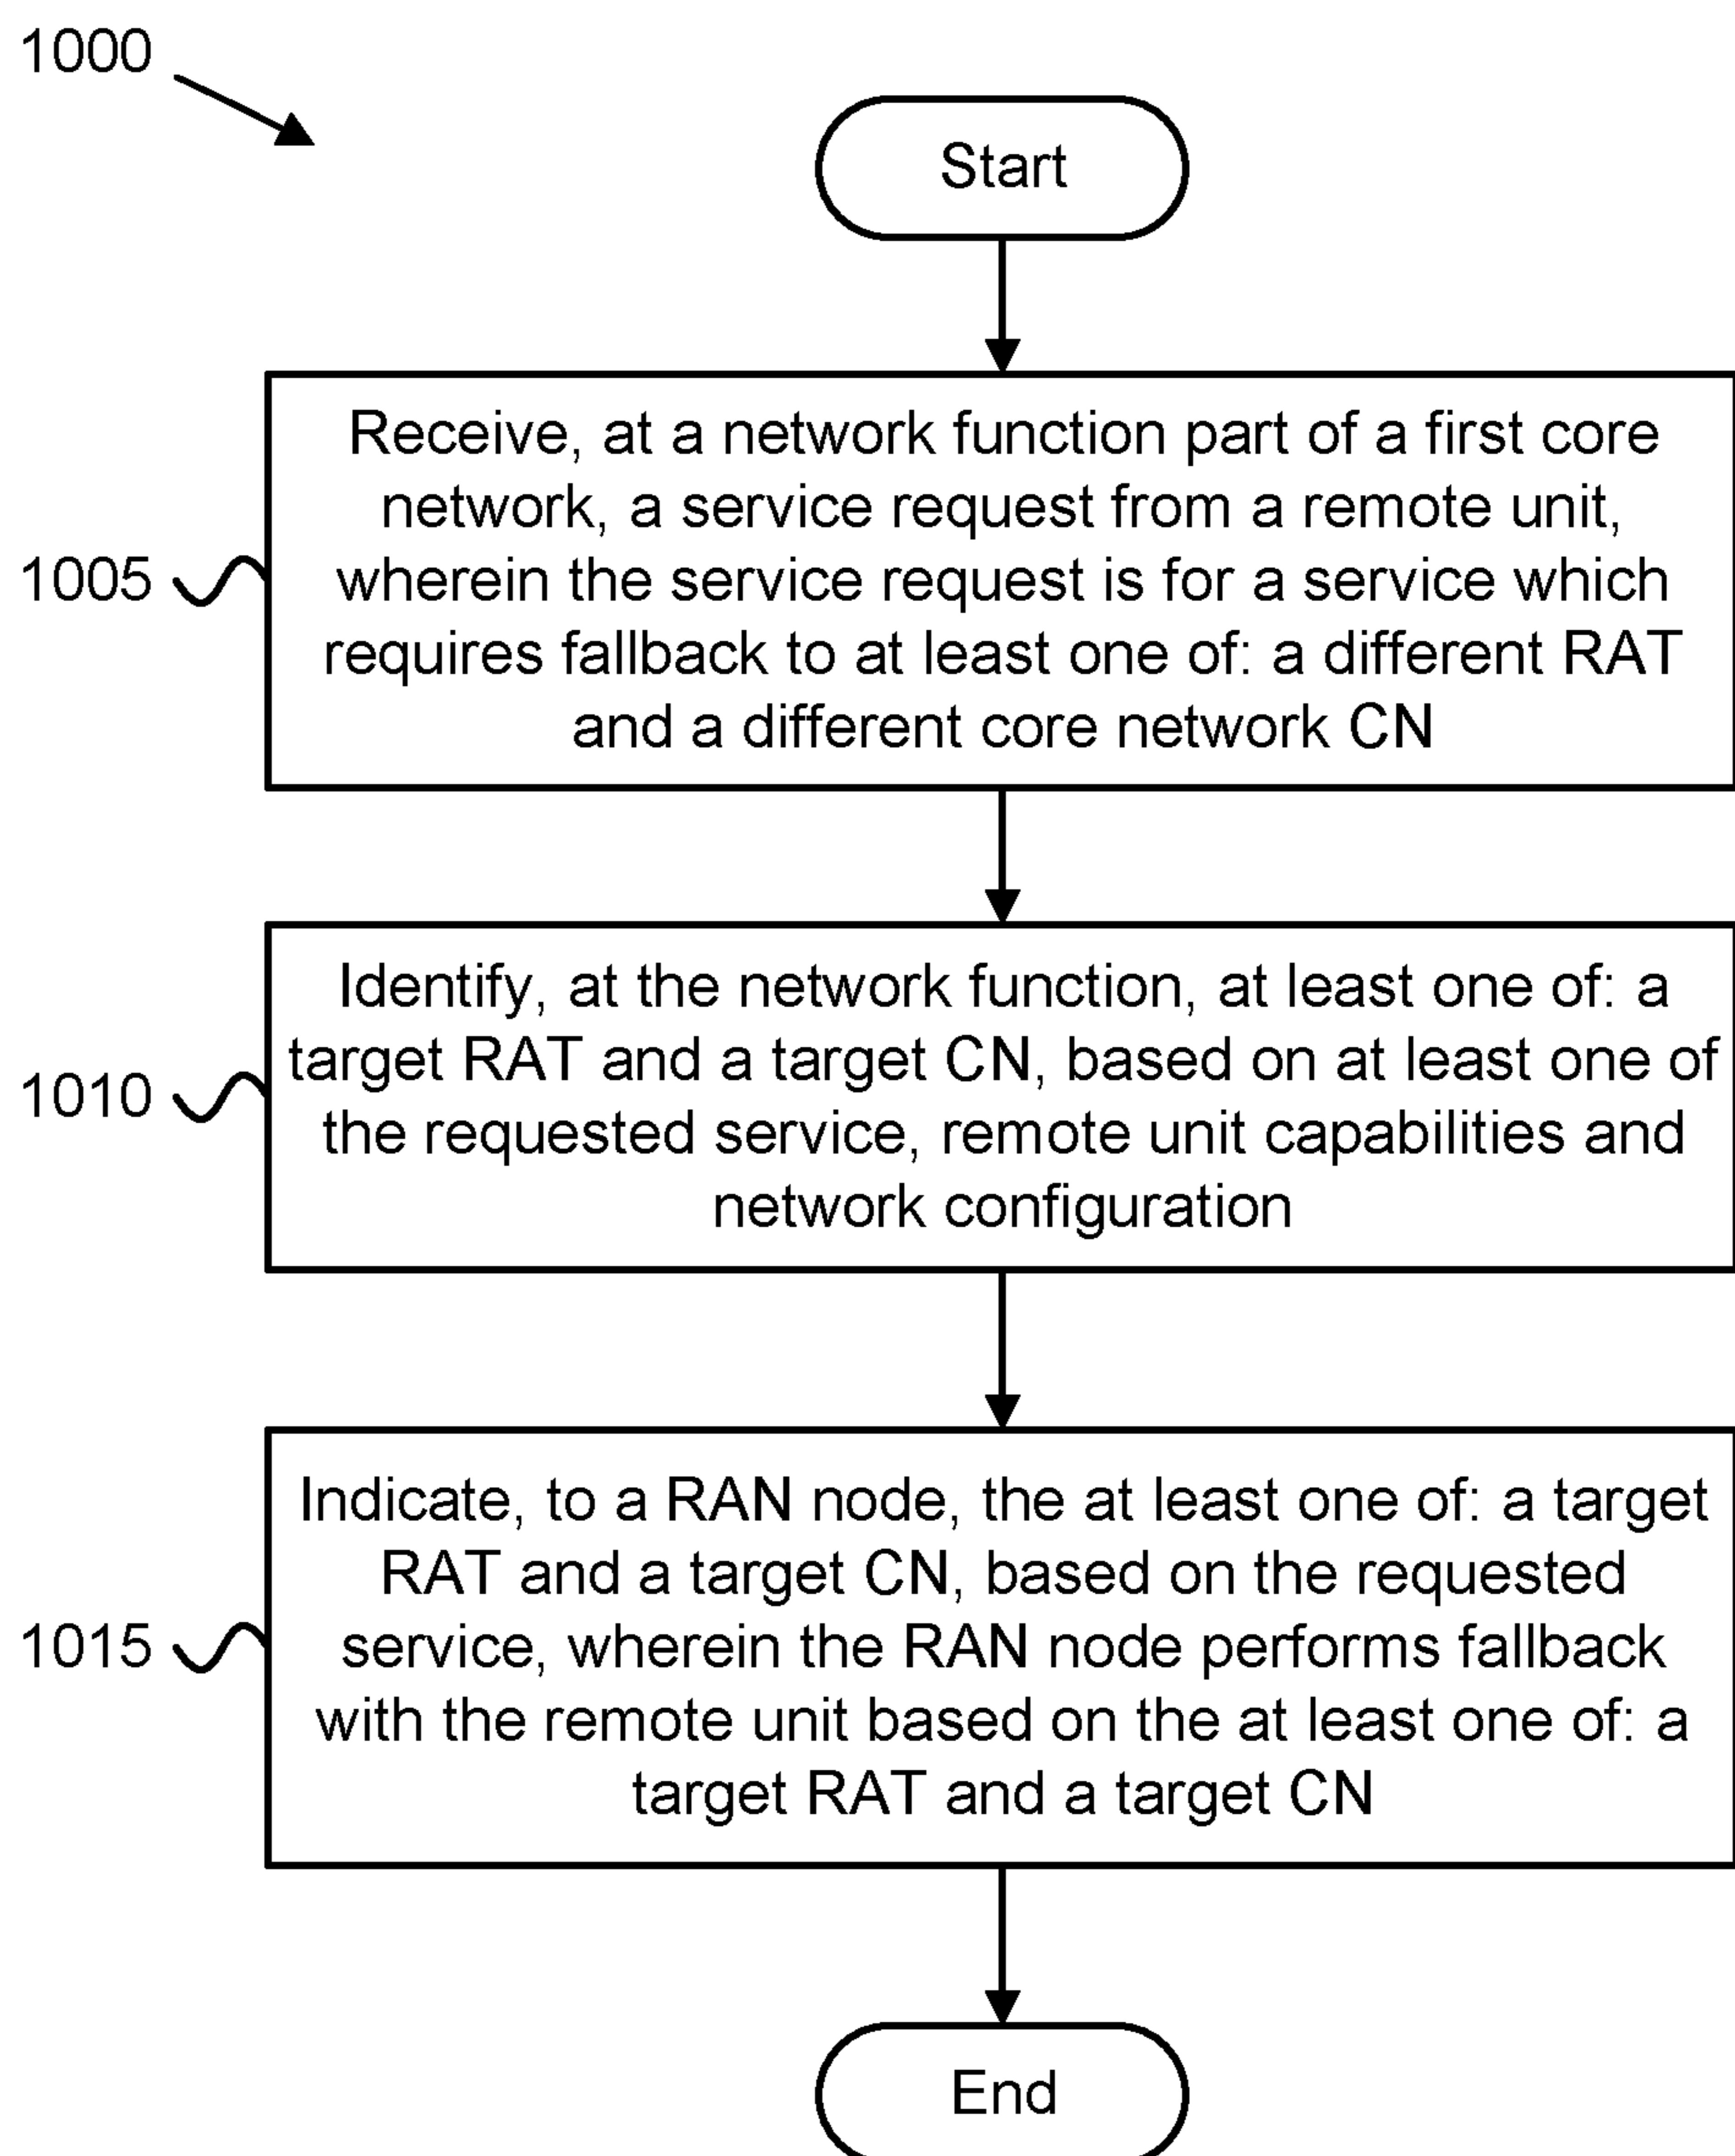 1000
Start
Receive, at a network function part of a first core
network, a service request from a remote unit,
wherein the service request is for a service which
requires fallback to at least one of: a different RAT
and a different core network CN
1005
Identify, at the network function, at least one of: a
target RAT and a target CN, based on at least one of
the requested service, remote unit capabilities and
network configuration
1010
Indicate, to a RAN node, the at least one of: a target
RAT and a target CN, based on the requested
service, wherein the RAN node performs fallback
with the remote unit based on the at least one of: a
target RAT and a target CN
1015
End